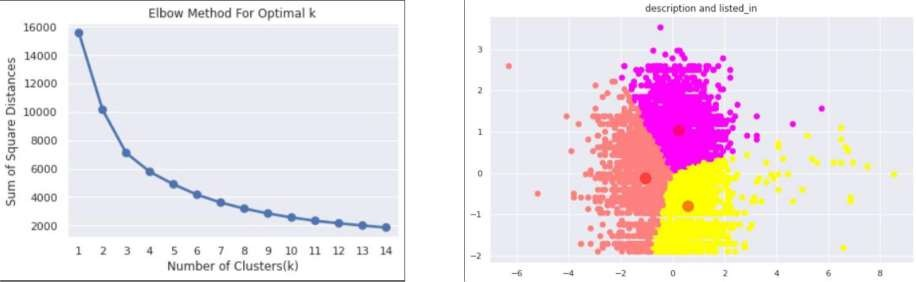 Elbow Method For Optimal k
Sum of Square Distances
16000
14000
12000
10000
8000
6000
4000
2000
1 2 3 4 5 6 7 8 9 10 11 12 13 14
Number of Clusters(k)
description and listed_in
3
2
1
0
−1
−2
−6 −4 −2 0 2 4 6 8